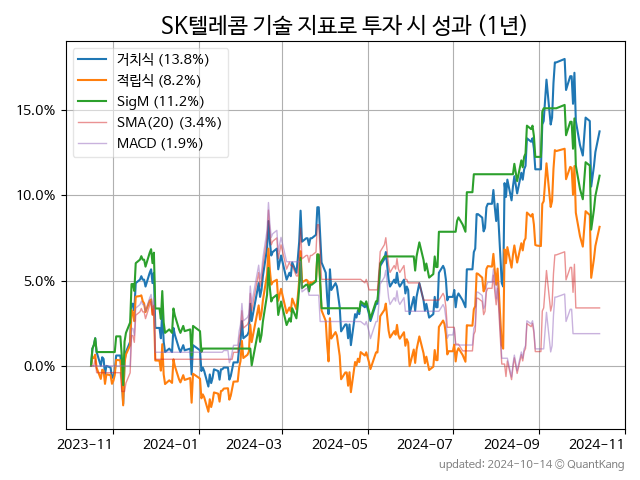 SK텔레콤 기술 지표로 투자 시 성과 (1년)
거치식 (13.8%)
적립식 (8.2%)
SigM (11.2%)
SMA(20) (3.4%)
MACD (1.9%)
15.0%
10.0%
5.0%
0.0%
2023-11 2024-01 2024-03 2024-05 2024-07 2024-09 2024-11
updated: 2024-10-14 © QuantKang